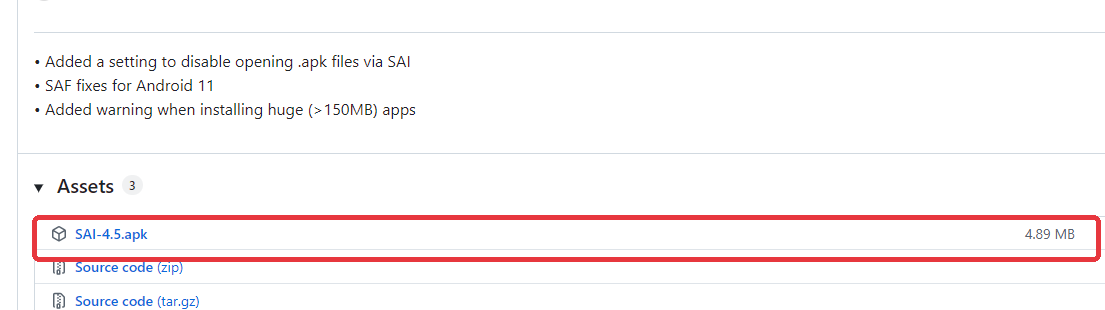 • Added a setting to disable opening .apk files via SAI
• SAF fixes for Android 11
• Added warning when installing huge (>150MB) apps
Assets 3
SAI-4.5.apk 4.89 MB
Source code (zip)
Source code (tar.gz)